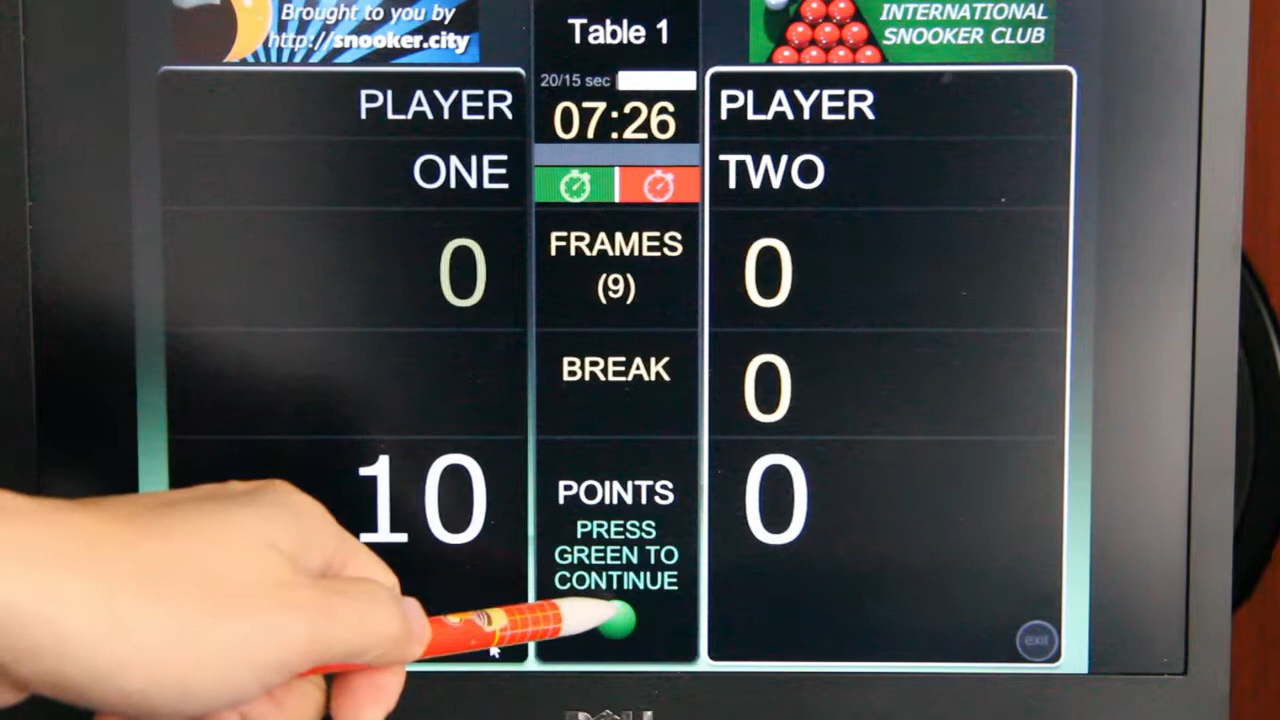 Brought to you by
http://snooker.city
Table 1
INTERNATIONAL
SNOOKER CLUB
20/15 sec
07:26
PLAYER
ONE
PLAYER
TWO
0
FRAMES
(9)
0
BREAK
0
10
POINTS
0
PRESS
GREEN TO
CONTINUE
exit